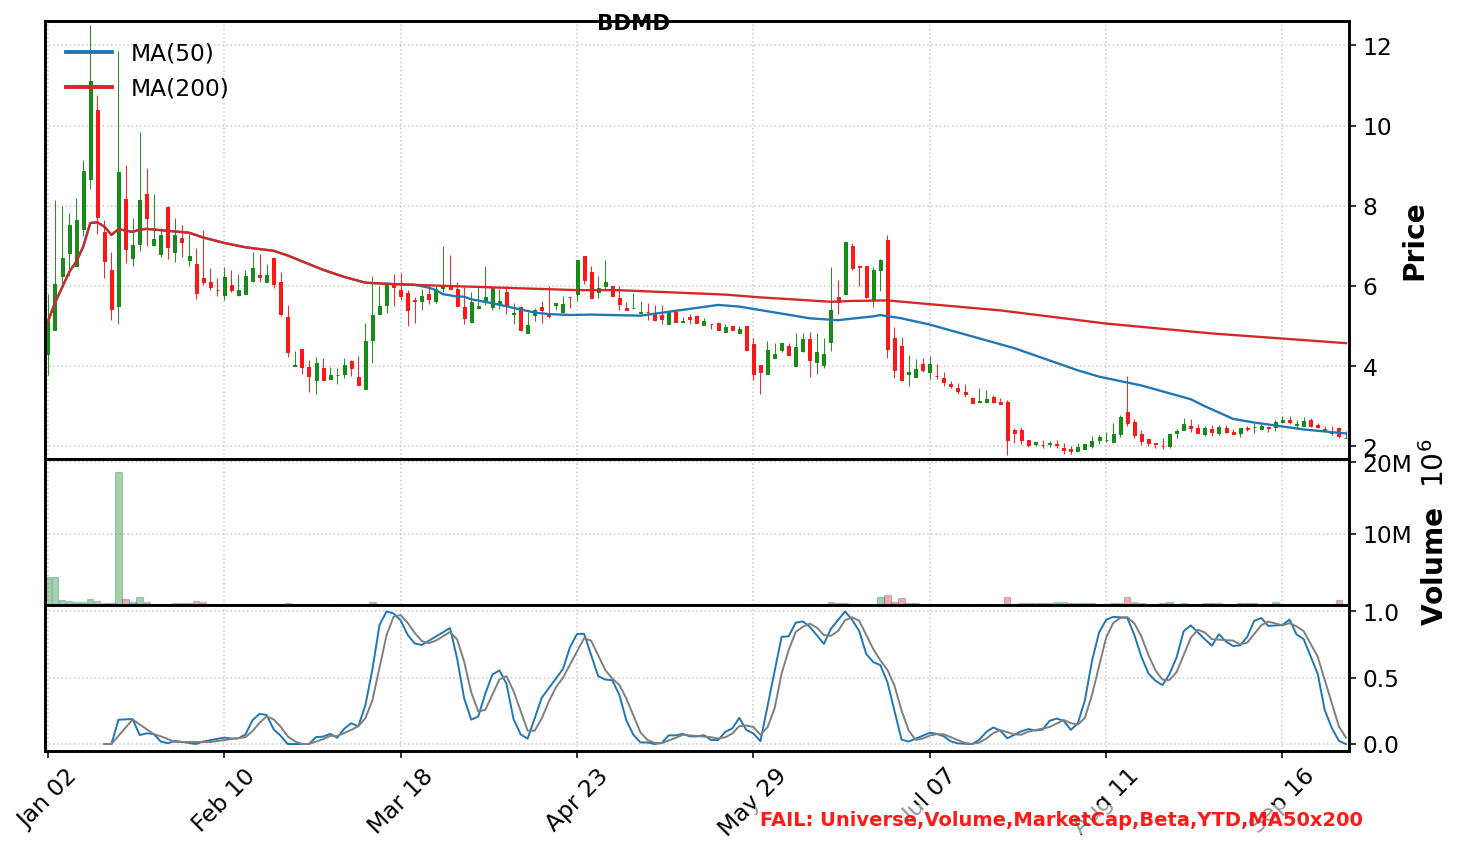 BDMD
MA(50)
MA(200)
12
10
8
6
4
2
Price
20M
10M
Volume 10^6
1.0
0.5
0.0
Jan 02
Feb 10
Mar 18
Apr 23
May 29
Jul 07
Aug 11
Sep 16
FAIL: Universe,Volume,MarketCap,Beta,YTD,MA50x200